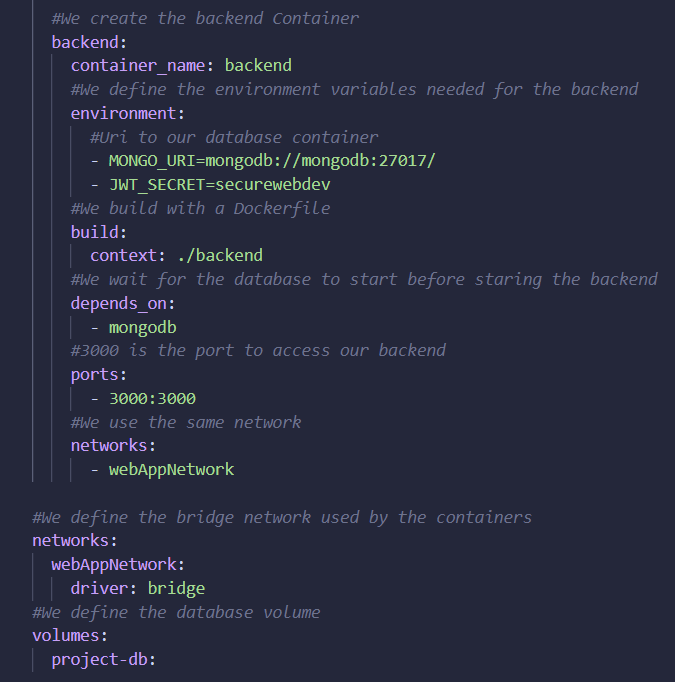 #We create the backend Container
backend:
container_name: backend
#We define the environment variables needed for the backend
environment:
#Uri to our database container
- MONGO_URI=mongodb://mongodb:27017/
- JWT_SECRET=securewebdev
#We build with a Dockerfile
build:
context: ./backend
#We wait for the database to start before staring the backend
depends_on:
- mongodb
#3000 is the port to access our backend
ports:
- 3000:3000
#We use the same network
networks:
- webAppNetwork
#We define the bridge network used by the containers
networks:
webAppNetwork:
driver: bridge
#We define the database volume
volumes:
project-db: